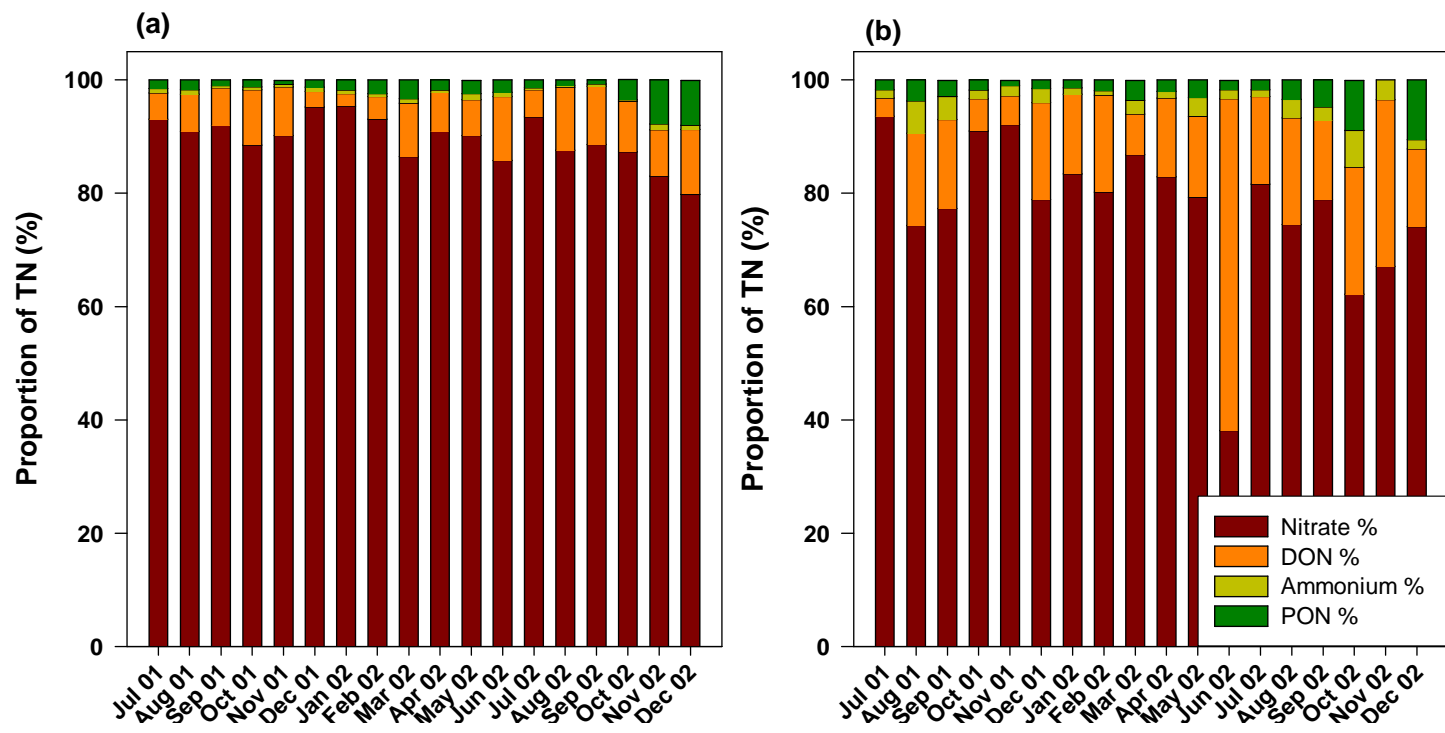 (a)
Proportion of TN (%)
100
80
60
40
20
0
Jul 01
Aug 01
Sep 01
Oct 01
Nov 01
Dec 01
Jan 02
Feb 02
Mar 02
Apr 02
May 02
Jun 02
Jul 02
Aug 02
Sep 02
Oct 02
Nov 02
Dec 02
(b)
Proportion of TN (%)
100
80
60
40
20
0
Nitrate %
DON %
Ammonium %
PON %
Jul 01
Aug 01
Sep 01
Oct 01
Nov 01
Dec 01
Jan 02
Feb 02
Mar 02
Apr 02
May 02
Jun 02
Jul 02
Aug 02
Sep 02
Oct 02
Nov 02
Dec 02